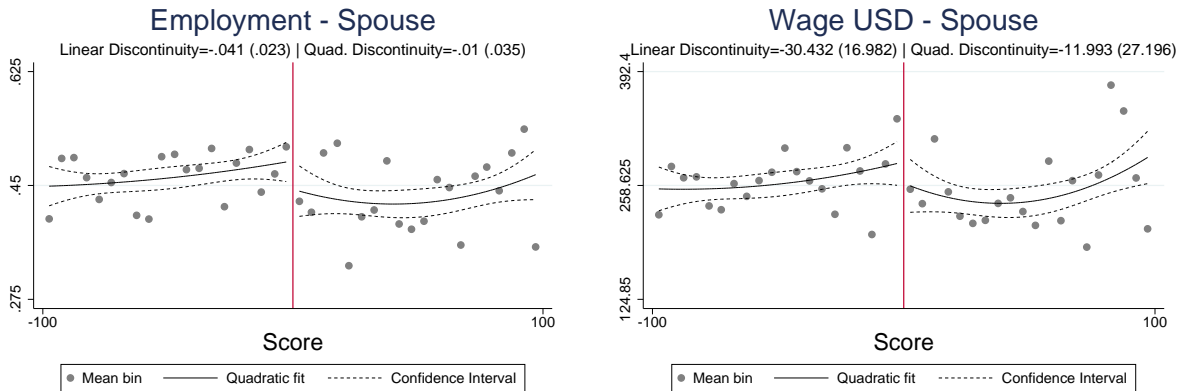 Employment - Spouse
Linear Discontinuity=-.041 (.023) | Quad. Discontinuity=-.01 (.035)
.625
.45
.275
-100
100
Score
Mean bin
Quadratic fit
Confidence Interval
Wage USD - Spouse
Linear Discontinuity=-30.432 (16.982) | Quad. Discontinuity=-11.993 (27.196)
392.4
258.625
124.85
-100
100
Score
Mean bin
Quadratic fit
Confidence Interval